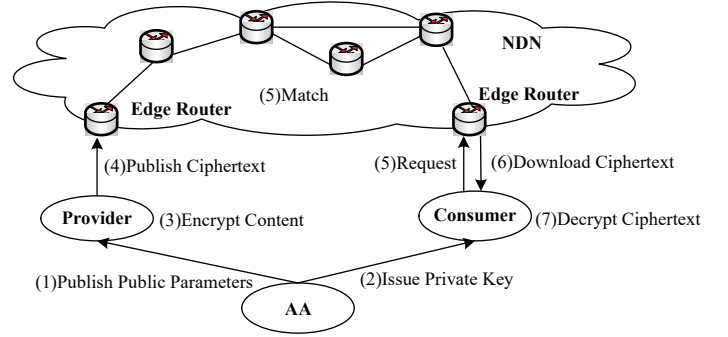 NDN
(5)Match
Edge Router
Edge Router
(4)Publish Ciphertext
(5)Request
(6)Download Ciphertext
Provider
(3)Encrypt Content
Consumer
(7)Decrypt Ciphertext
(1)Publish Public Parameters
(2)Issue Private Key
AA